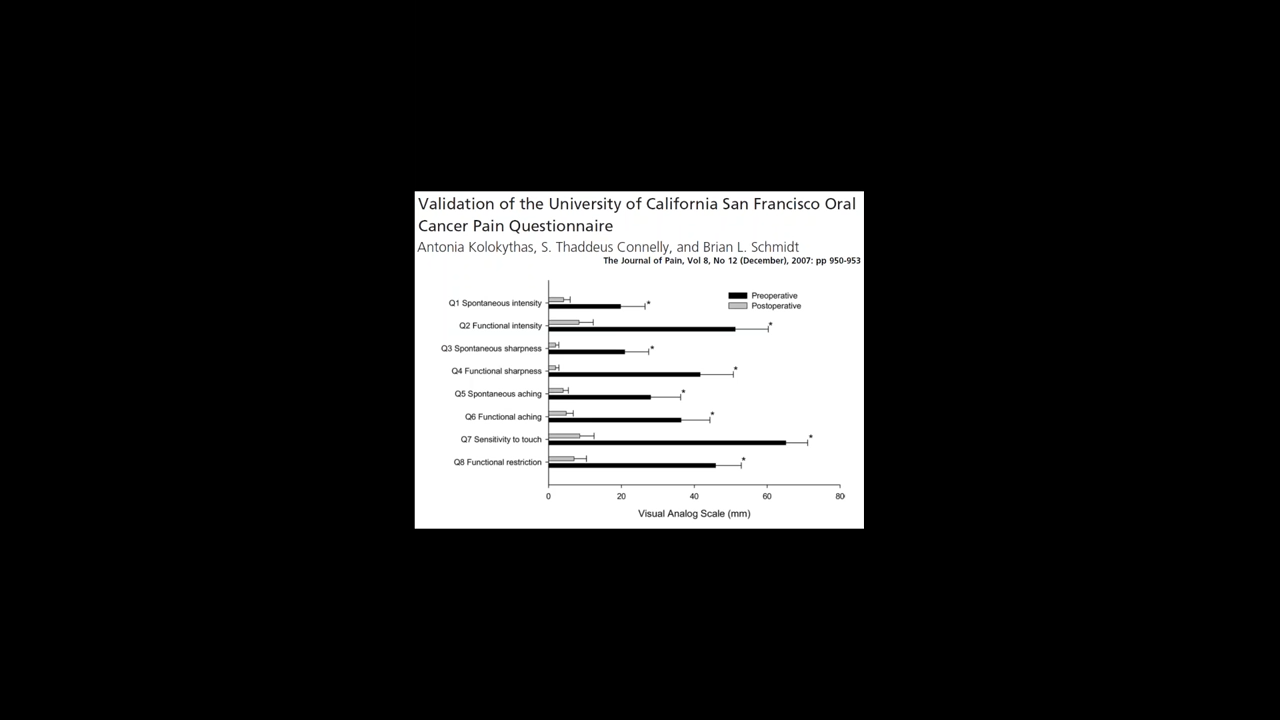 Validation of the University of California San Francisco Oral
Cancer Pain Questionnaire
Antonia Kolokythas, S. Thaddeus Connelly, and Brian L. Schmidt
The Journal of Pain, Vol 8, No 12 (December), 2007: pp 950-953
Preoperative
Postoperative
Q1 Spontaneous intensity *
Q2 Functional intensity *
Q3 Spontaneous sharpness *
Q4 Functional sharpness *
Q5 Spontaneous aching *
Q6 Functional aching *
Q7 Sensitivity to touch *
Q8 Functional restriction *
0 20 40 60 80
Visual Analog Scale (mm)